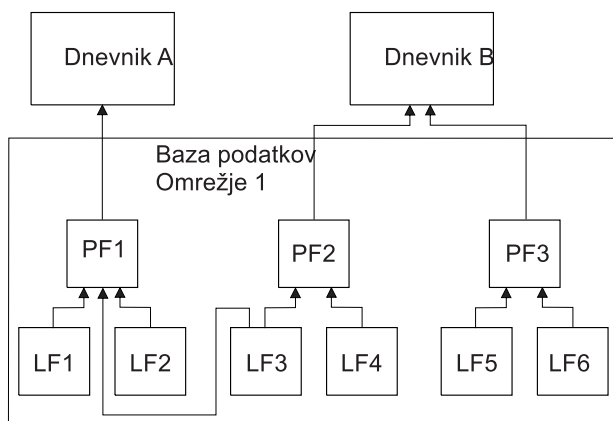 Dnevnik A
Dnevnik B
Baza podatkov
Omrežje 1
PF1
PF2
PF3
LF1
LF2
LF3
LF4
LF5
LF6